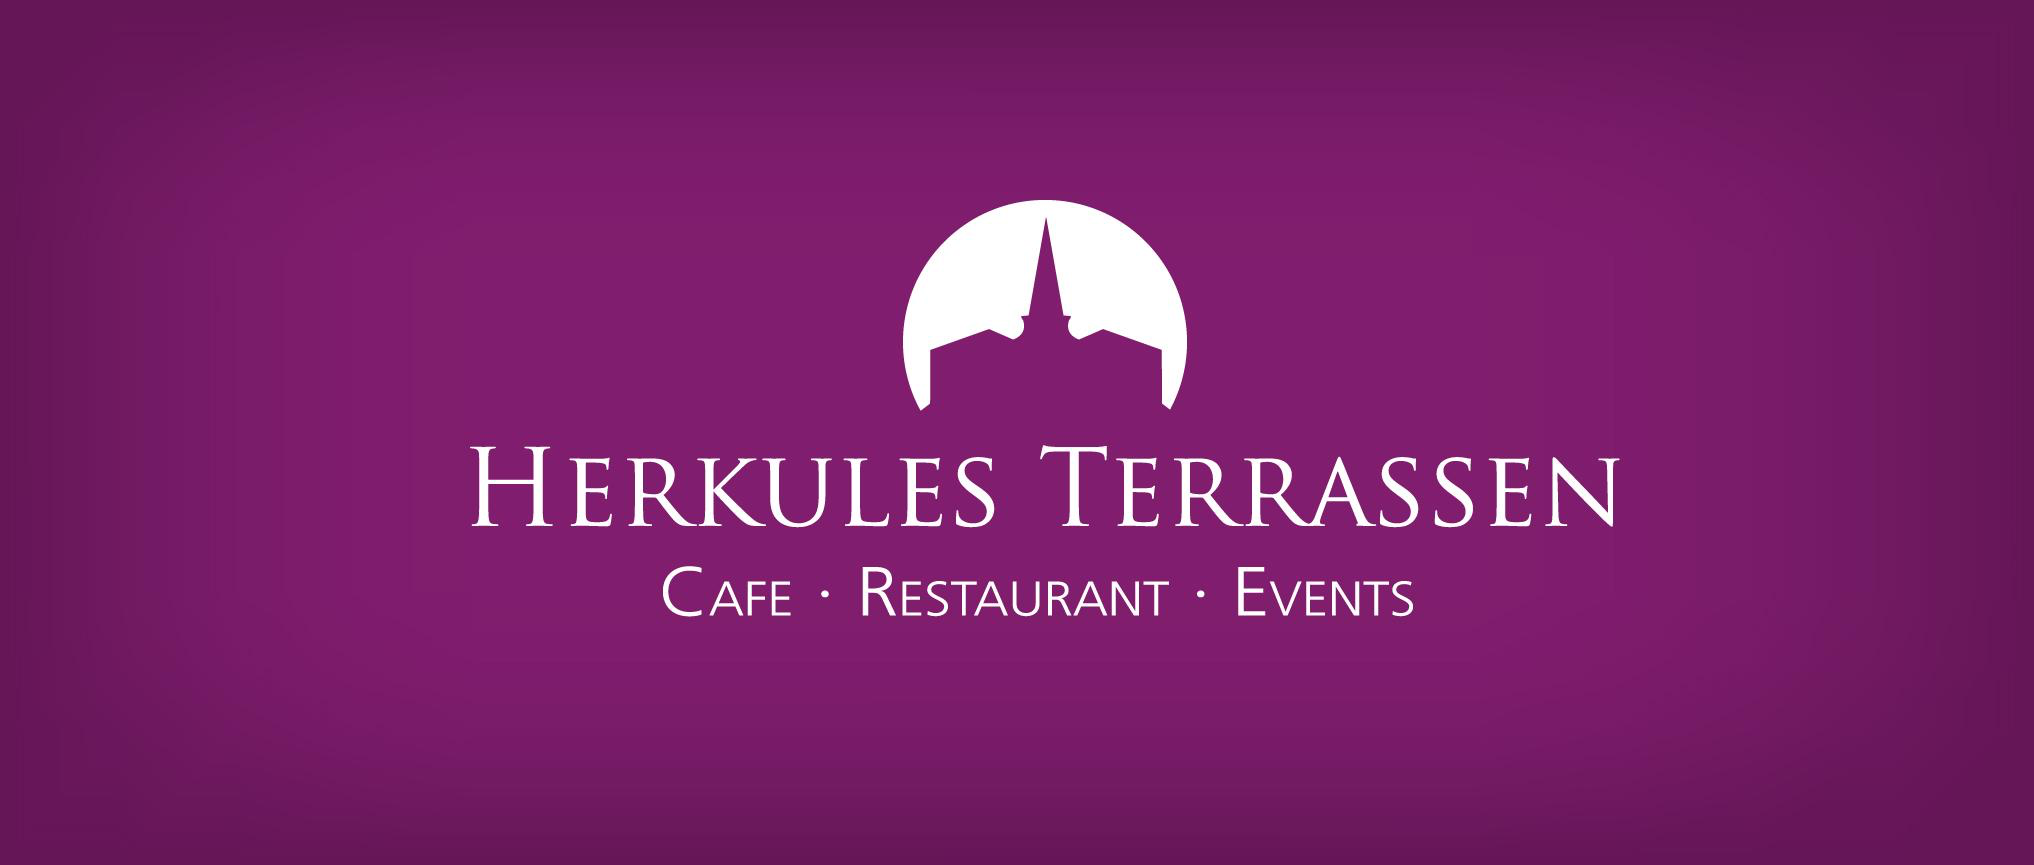 HERKULES TERRASSEN
CAFE · RESTAURANT · EVENTS